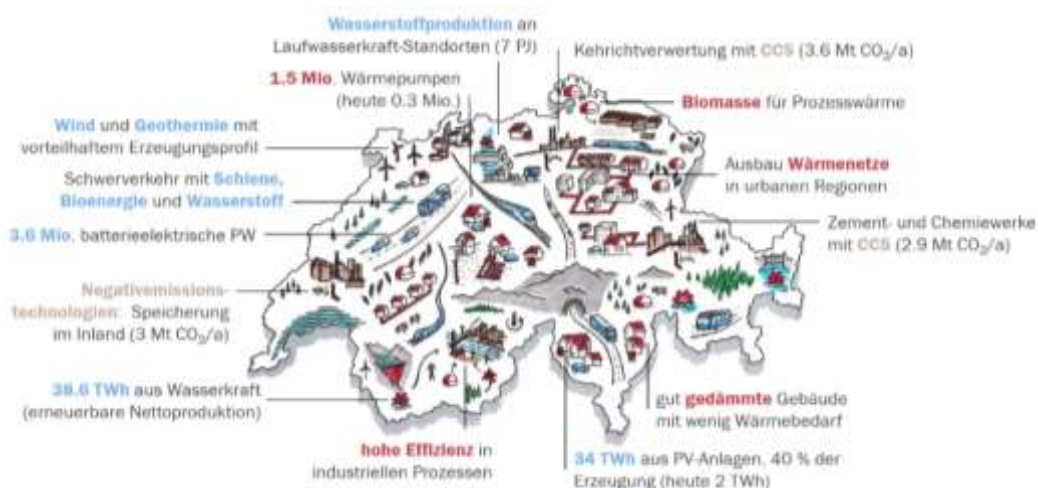 Wasserstoffproduktion an
Laufwasserkraft-Standorten (7 PJ)
Kehrichtverwertung mit CCS (3.6 Mt CO₂/a)
1.5 Mio. Wärmepumpen
(heute 0.3 Mio.)
Biomasse für Prozesswärme
Wind und Geothermie mit
vorteilhaftem Erzeugungsprofil
Ausbau Wärmenetze
in urbanen Regionen
Schwerverkehr mit Schiene,
Bioenergie und Wasserstoff
3.6 Mio. batterieelektrische PW
Zement- und Chemiewerke
mit CCS (2.9 Mt CO₂/a)
Negativemissions-
technologien: Speicherung
im Inland (3 Mt CO₂/a)
38.6 TWh aus Wasserkraft
(erneuerbare Nettoproduktion)
gut gedämmte Gebäude
mit wenig Wärmebedarf
hohe Effizienz in
industriellen Prozessen
34 TWh aus PV-Anlagen, 40 % der
Erzeugung (heute 2 TWh)